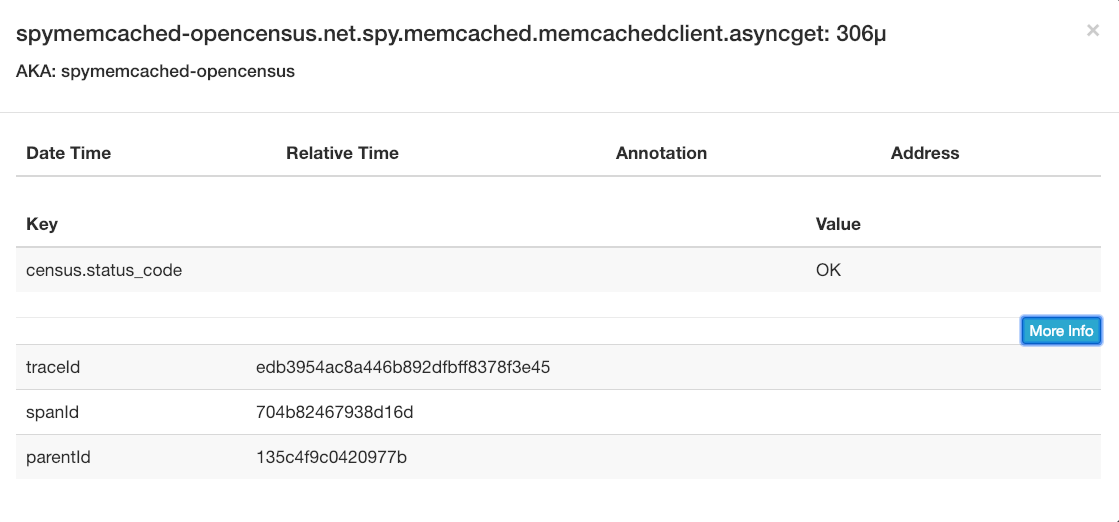 spymemcached-opencensus.net.spy.memcached.memcachedclient.asyncget: 306μ ×
AKA: spymemcached-opencensus
Date Time Relative Time Annotation Address
Key Value
census.status_code OK
More Info
traceId edb3954ac8a446b892dfbff8378f3e45
spanId 704b82467938d16d
parentId 135c4f9c0420977b